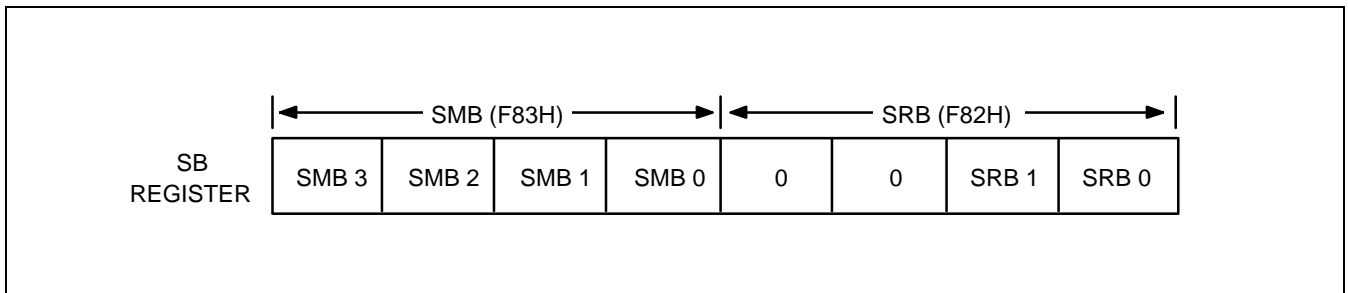 SMB (F83H) SRB (F82H)
SB
REGISTER
SMB 3 SMB 2 SMB 1 SMB 0 0 0 SRB 1 SRB 0